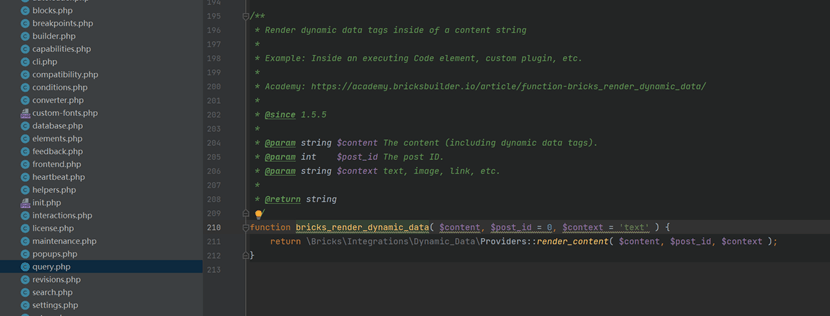 blocks.php
breakpoints.php
builder.php
capabilities.php
cli.php
compatibility.php
conditions.php
converter.php
custom-fonts.php
database.php
elements.php
feedback.php
frontend.php
heartbeat.php
helpers.php
init.php
interactions.php
license.php
maintenance.php
popups.php
query.php
revisions.php
search.php
settings.php
194
195 /**
196 * Render dynamic data tags inside of a content string
197 *
198 * Example: Inside an executing Code element, custom plugin, etc.
199 *
200 * Academy: https://academy.bricksbuilder.io/article/function-bricks_render_dynamic_data/
201 *
202 * @since 1.5.5
203 *
204 * @param string $content The content (including dynamic data tags).
205 * @param int $post_id The post ID.
206 * @param string $context text, image, link, etc.
207 *
208 * @return string
209 /
210 function bricks_render_dynamic_data( $content, $post_id = 0, $context = 'text' ) {
211 return \Bricks\Integrations\Dynamic_Data\Providers::render_content( $content, $post_id, $context );
212 }
213